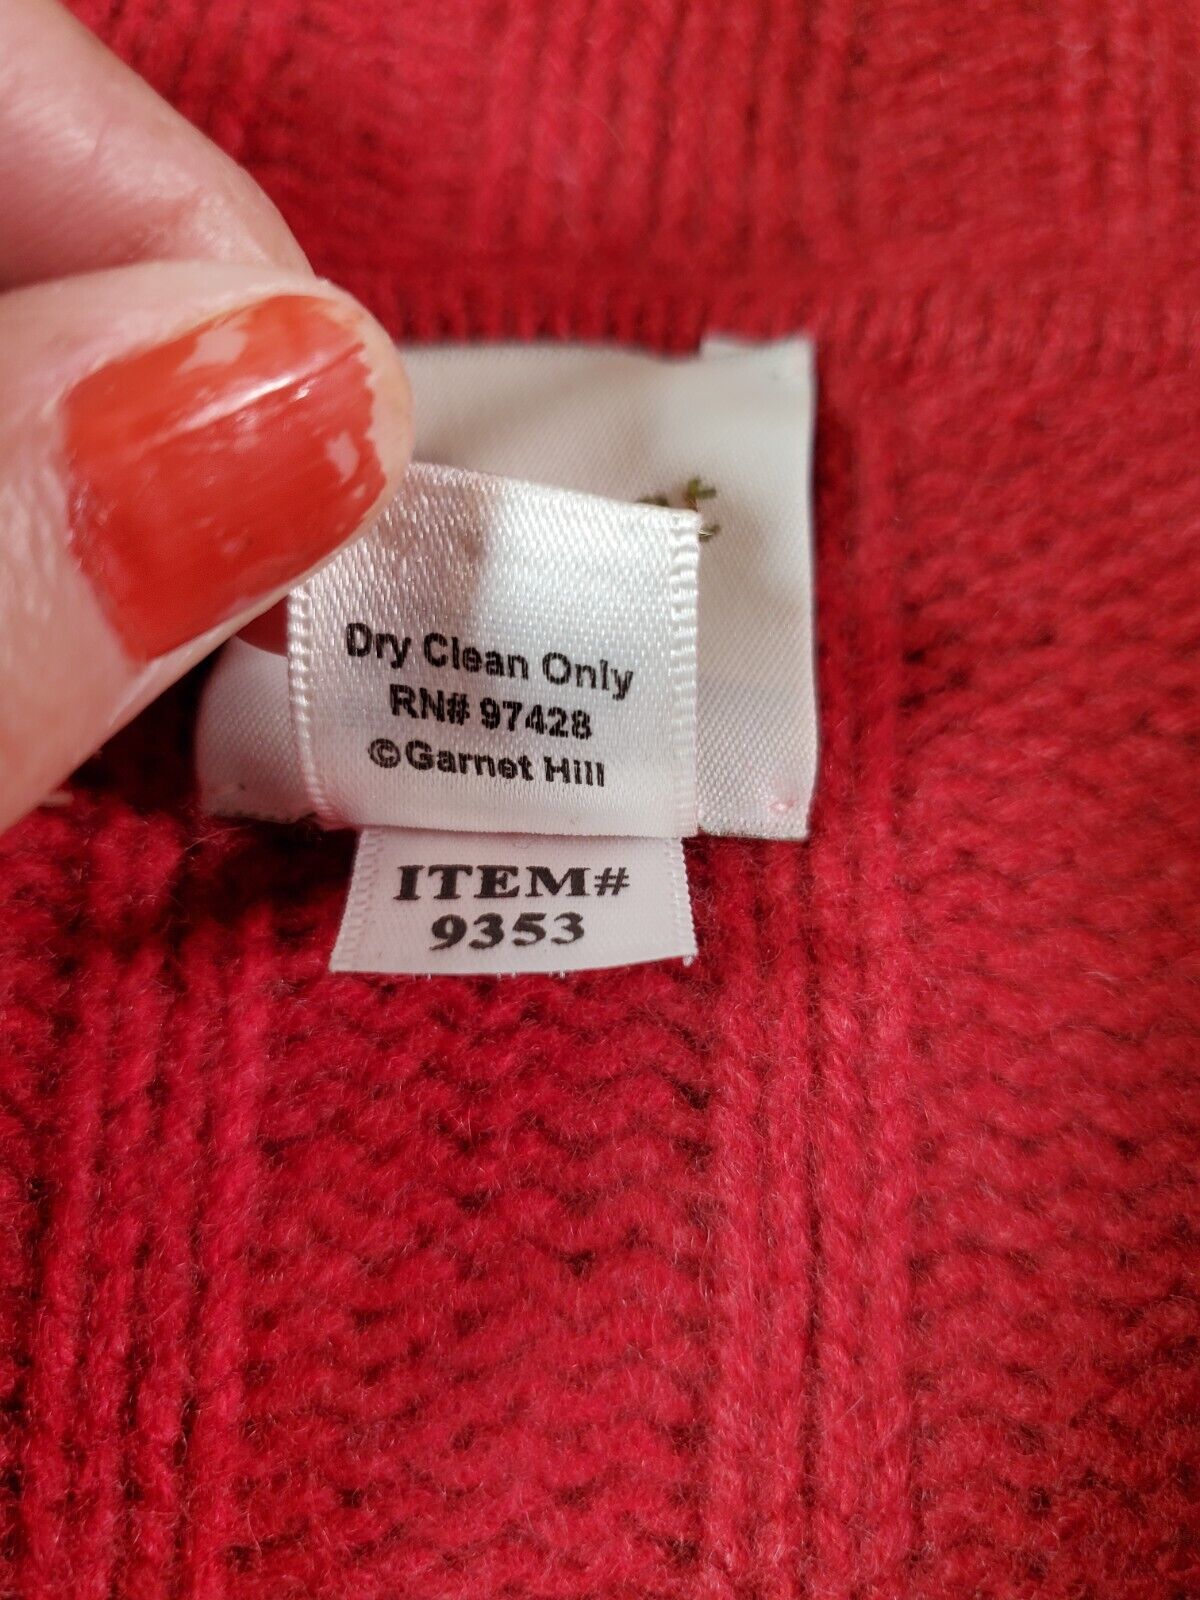 Dry Clean Only
RN# 97428
©Garnet Hill
ITEM#
9353